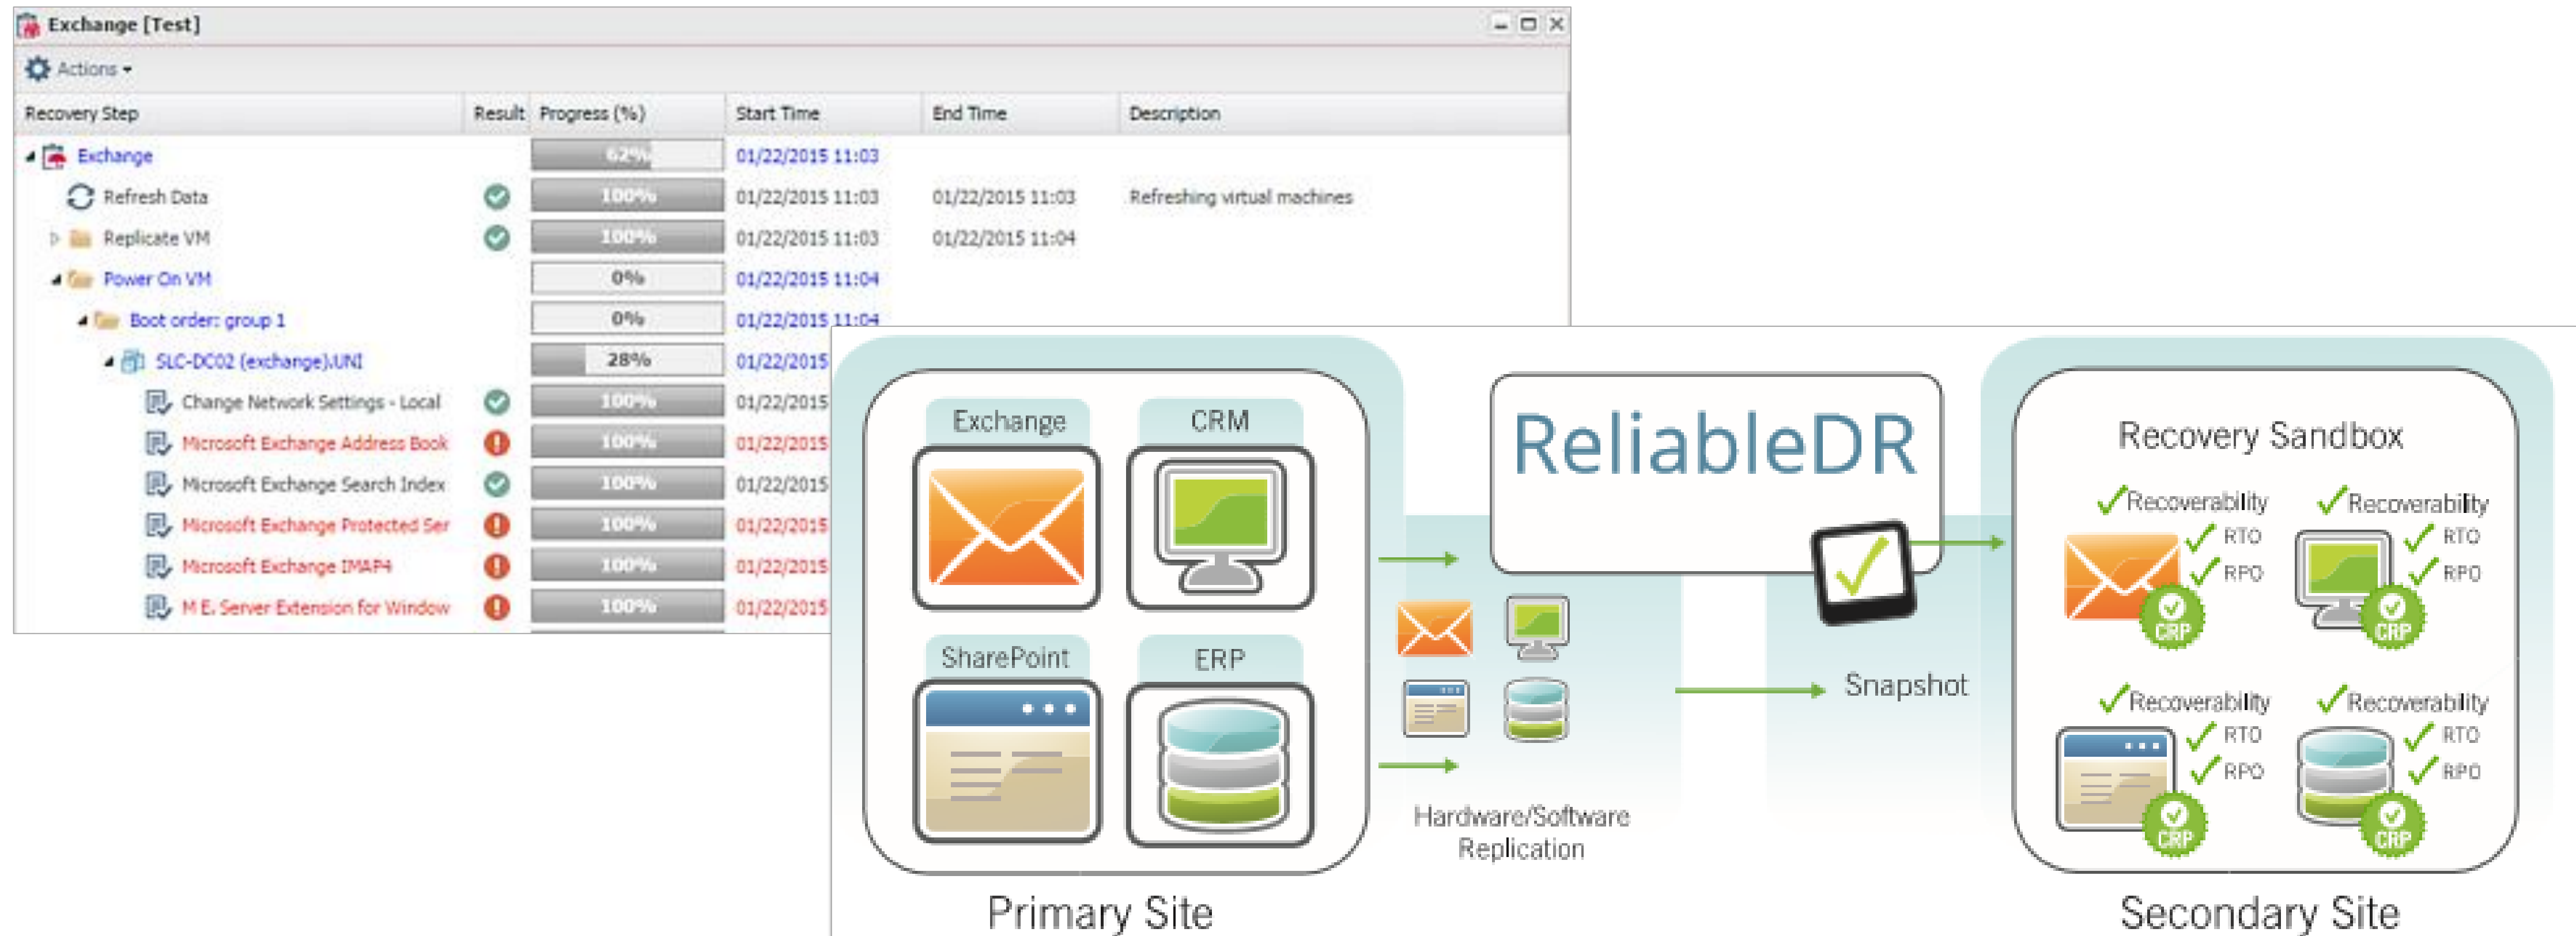 Exchange [Test]
Actions
Recovery Step Result Progress (%) Start Time End Time Description
Exchange 62% 01/22/2015 11:03
Refresh Data 100% 01/22/2015 11:03 01/22/2015 11:03 Refreshing virtual machines
Replicate VM 100% 01/22/2015 11:03 01/22/2015 11:04
Power On VM 0% 01/22/2015 11:04
Boot order: group 1 0% 01/22/2015 11:04
SLC-DC02 (exchange).UNI 28% 01/22/2015
Change Network Settings - Local 100% 01/22/2015
Microsoft Exchange Address Book 100% 01/22/2015
Microsoft Exchange Search Index 100% 01/22/2015
Microsoft Exchange Protected Ser 100% 01/22/2015
Microsoft Exchange IMAP4 100% 01/22/2015
M E. Server Extension for Window 100% 01/22/2015
Exchange
CRM
SharePoint
ERP
Primary Site
Hardware/Software
Replication
ReliableDR
Snapshot
Recovery Sandbox
Recoverability
RTO
RPO
CRP
Recoverability
RTO
RPO
CRP
Recoverability
RTO
RPO
CRP
Recoverability
RTO
RPO
CRP
Secondary Site